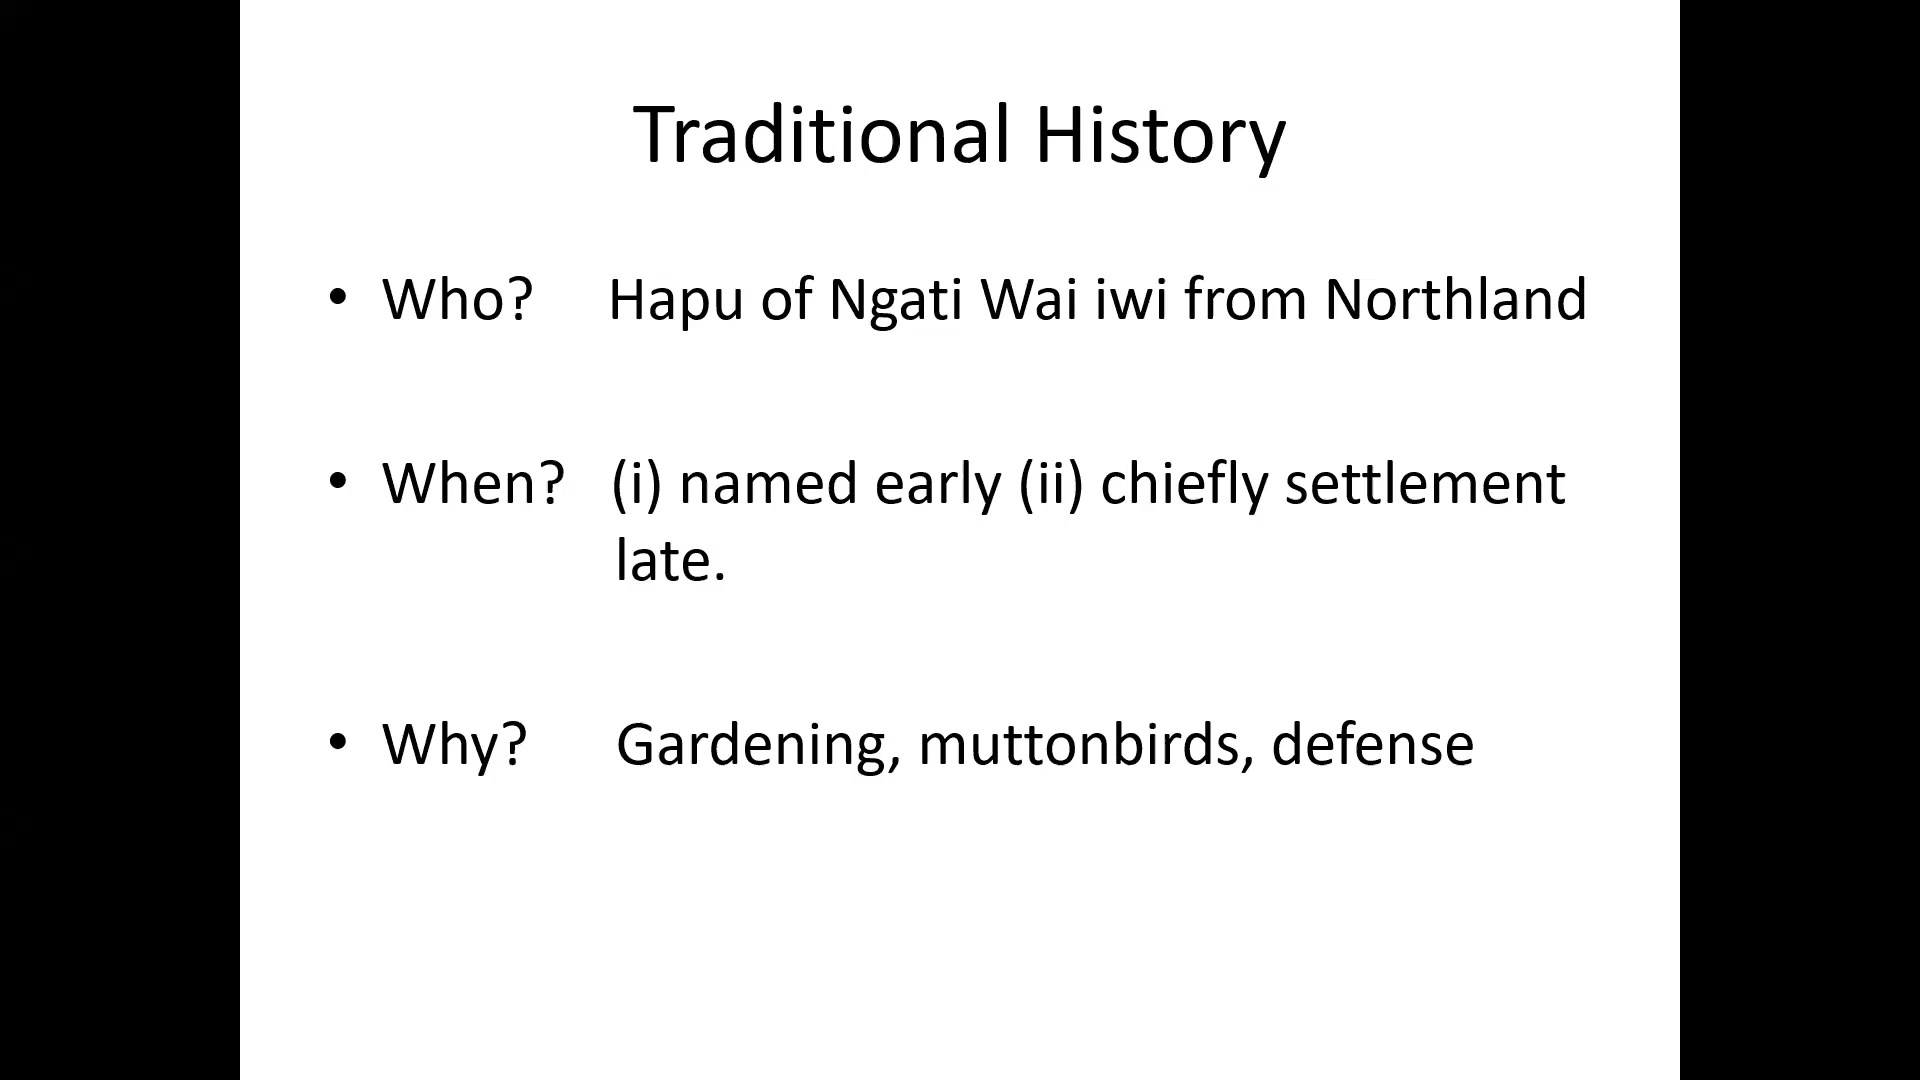 Traditional History
• Who? Hapu of Ngati Wai iwi from Northland
• When? (i) named early (ii) chiefly settlement
late.
• Why? Gardening, muttonbirds, defense